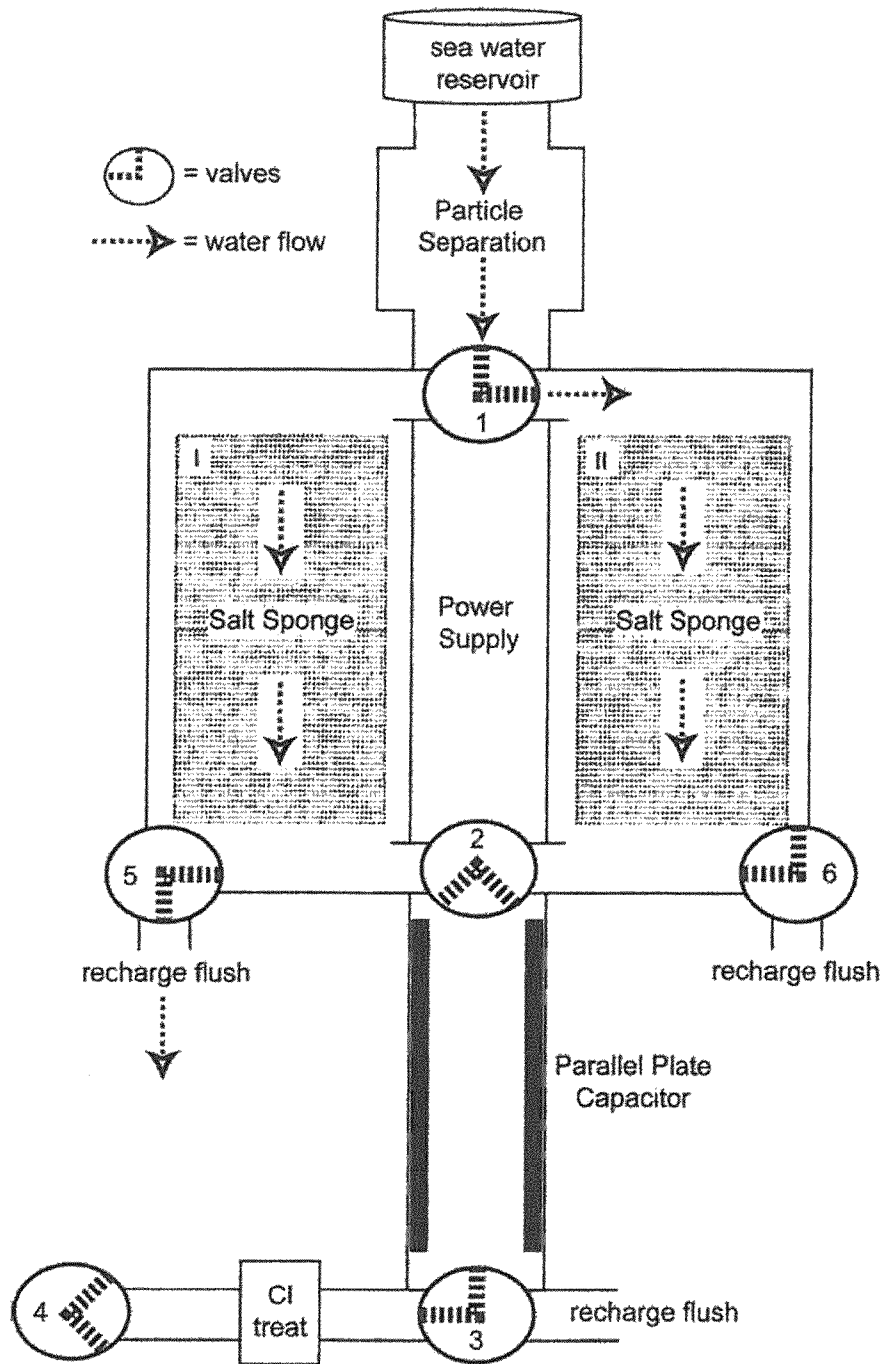 sea water
reservoir
= valves
= water flow
Particle
Separation
1
I
II
Salt Sponge
Power
Supply
Salt Sponge
5
2
6
recharge flush
recharge flush
Parallel Plate
Capacitor
4
Cl
treat
3
recharge flush